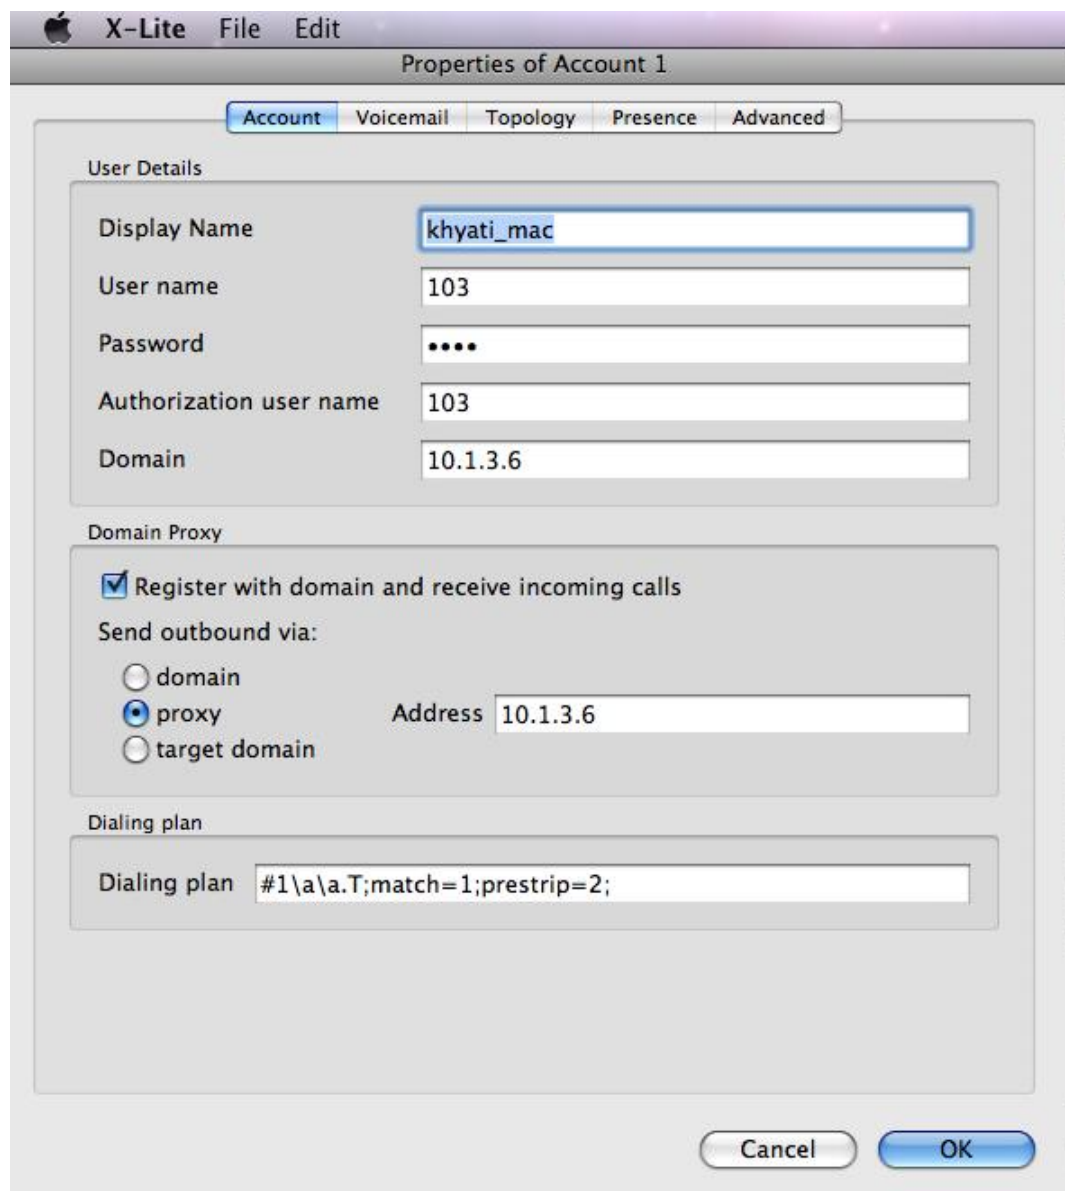 X-Lite File Edit
Properties of Account 1
Account Voicemail Topology Presence Advanced
User Details
Display Name khyati_mac
User name 103
Password ••••
Authorization user name 103
Domain 10.1.3.6
Domain Proxy
Register with domain and receive incoming calls
Send outbound via:
domain
proxy Address 10.1.3.6
target domain
Dialing plan
Dialing plan #1\a\a.T;match=1;prestrip=2;
Cancel OK